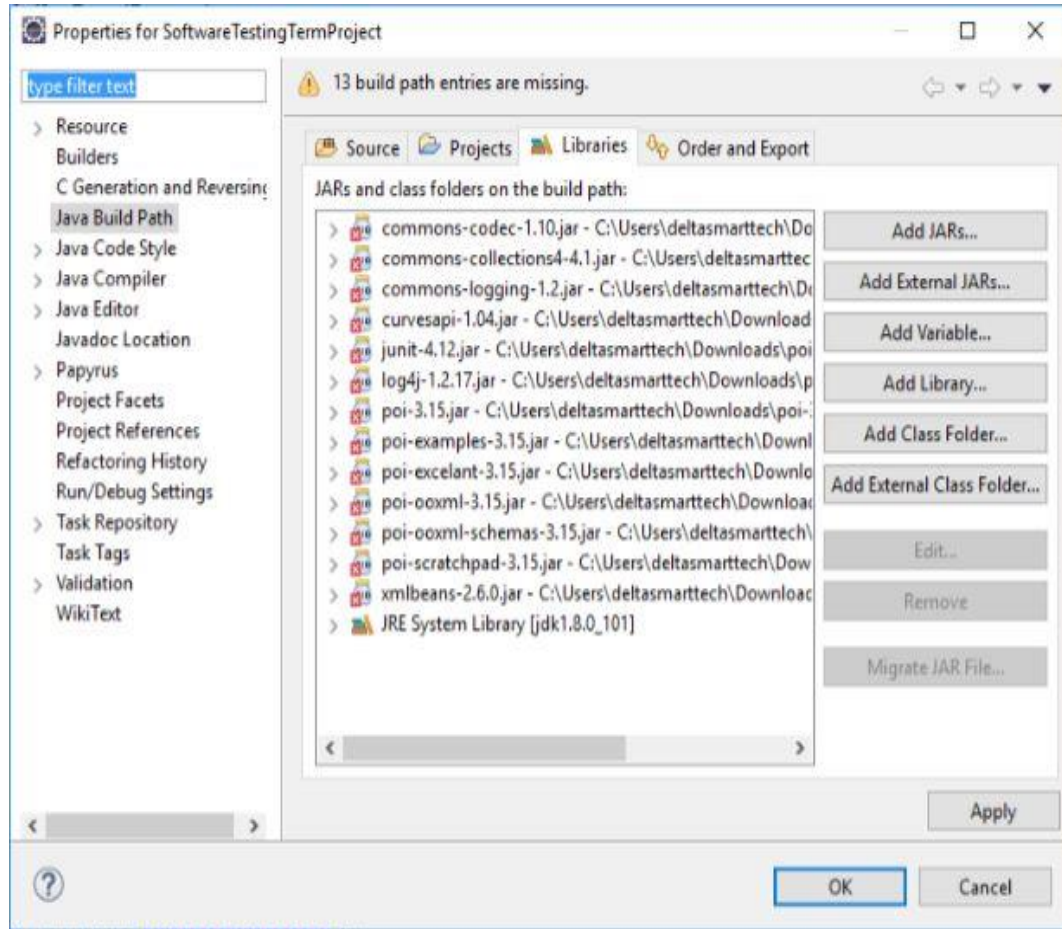 Properties for SoftwareTestingTermProject
type filter text
Resource
Builders
C Generation and Reversing
Java Build Path
Java Code Style
Java Compiler
Java Editor
Javadoc Location
Papyrus
Project Facets
Project References
Refactoring History
Run/Debug Settings
Task Repository
Task Tags
Validation
WikiText
13 build path entries are missing.
Source Projects Libraries Order and Export
JARs and class folders on the build path:
commons-codec-1.10.jar - C:\Users\deltasmarttech\Do
commons-collections4-4.1.jar - C:\Users\deltasmarttec
commons-logging-1.2.jar - C:\Users\deltasmarttech\Do
curvesapi-1.04.jar - C:\Users\deltasmarttech\Download
junit-4.12.jar - C:\Users\deltasmarttech\Downloads\poi
log4j-1.2.17.jar - C:\Users\deltasmarttech\Downloads\p
poi-3.15.jar - C:\Users\deltasmarttech\Downloads\poi-
poi-examples-3.15.jar - C:\Users\deltasmarttech\Downl
poi-excelant-3.15.jar - C:\Users\deltasmarttech\Downlo
poi-ooxml-3.15.jar - C:\Users\deltasmarttech\Downloac
poi-ooxml-schemas-3.15.jar - C:\Users\deltasmarttech\
poi-scratchpad-3.15.jar - C:\Users\deltasmarttech\Dow
xmlbeans-2.6.0.jar - C:\Users\deltasmarttech\Downloac
JRE System Library [jdk1.8.0_101]
Add JARs...
Add External JARs...
Add Variable...
Add Library...
Add Class Folder...
Add External Class Folder...
Edit...
Remove
Migrate JAR File...
Apply
OK Cancel